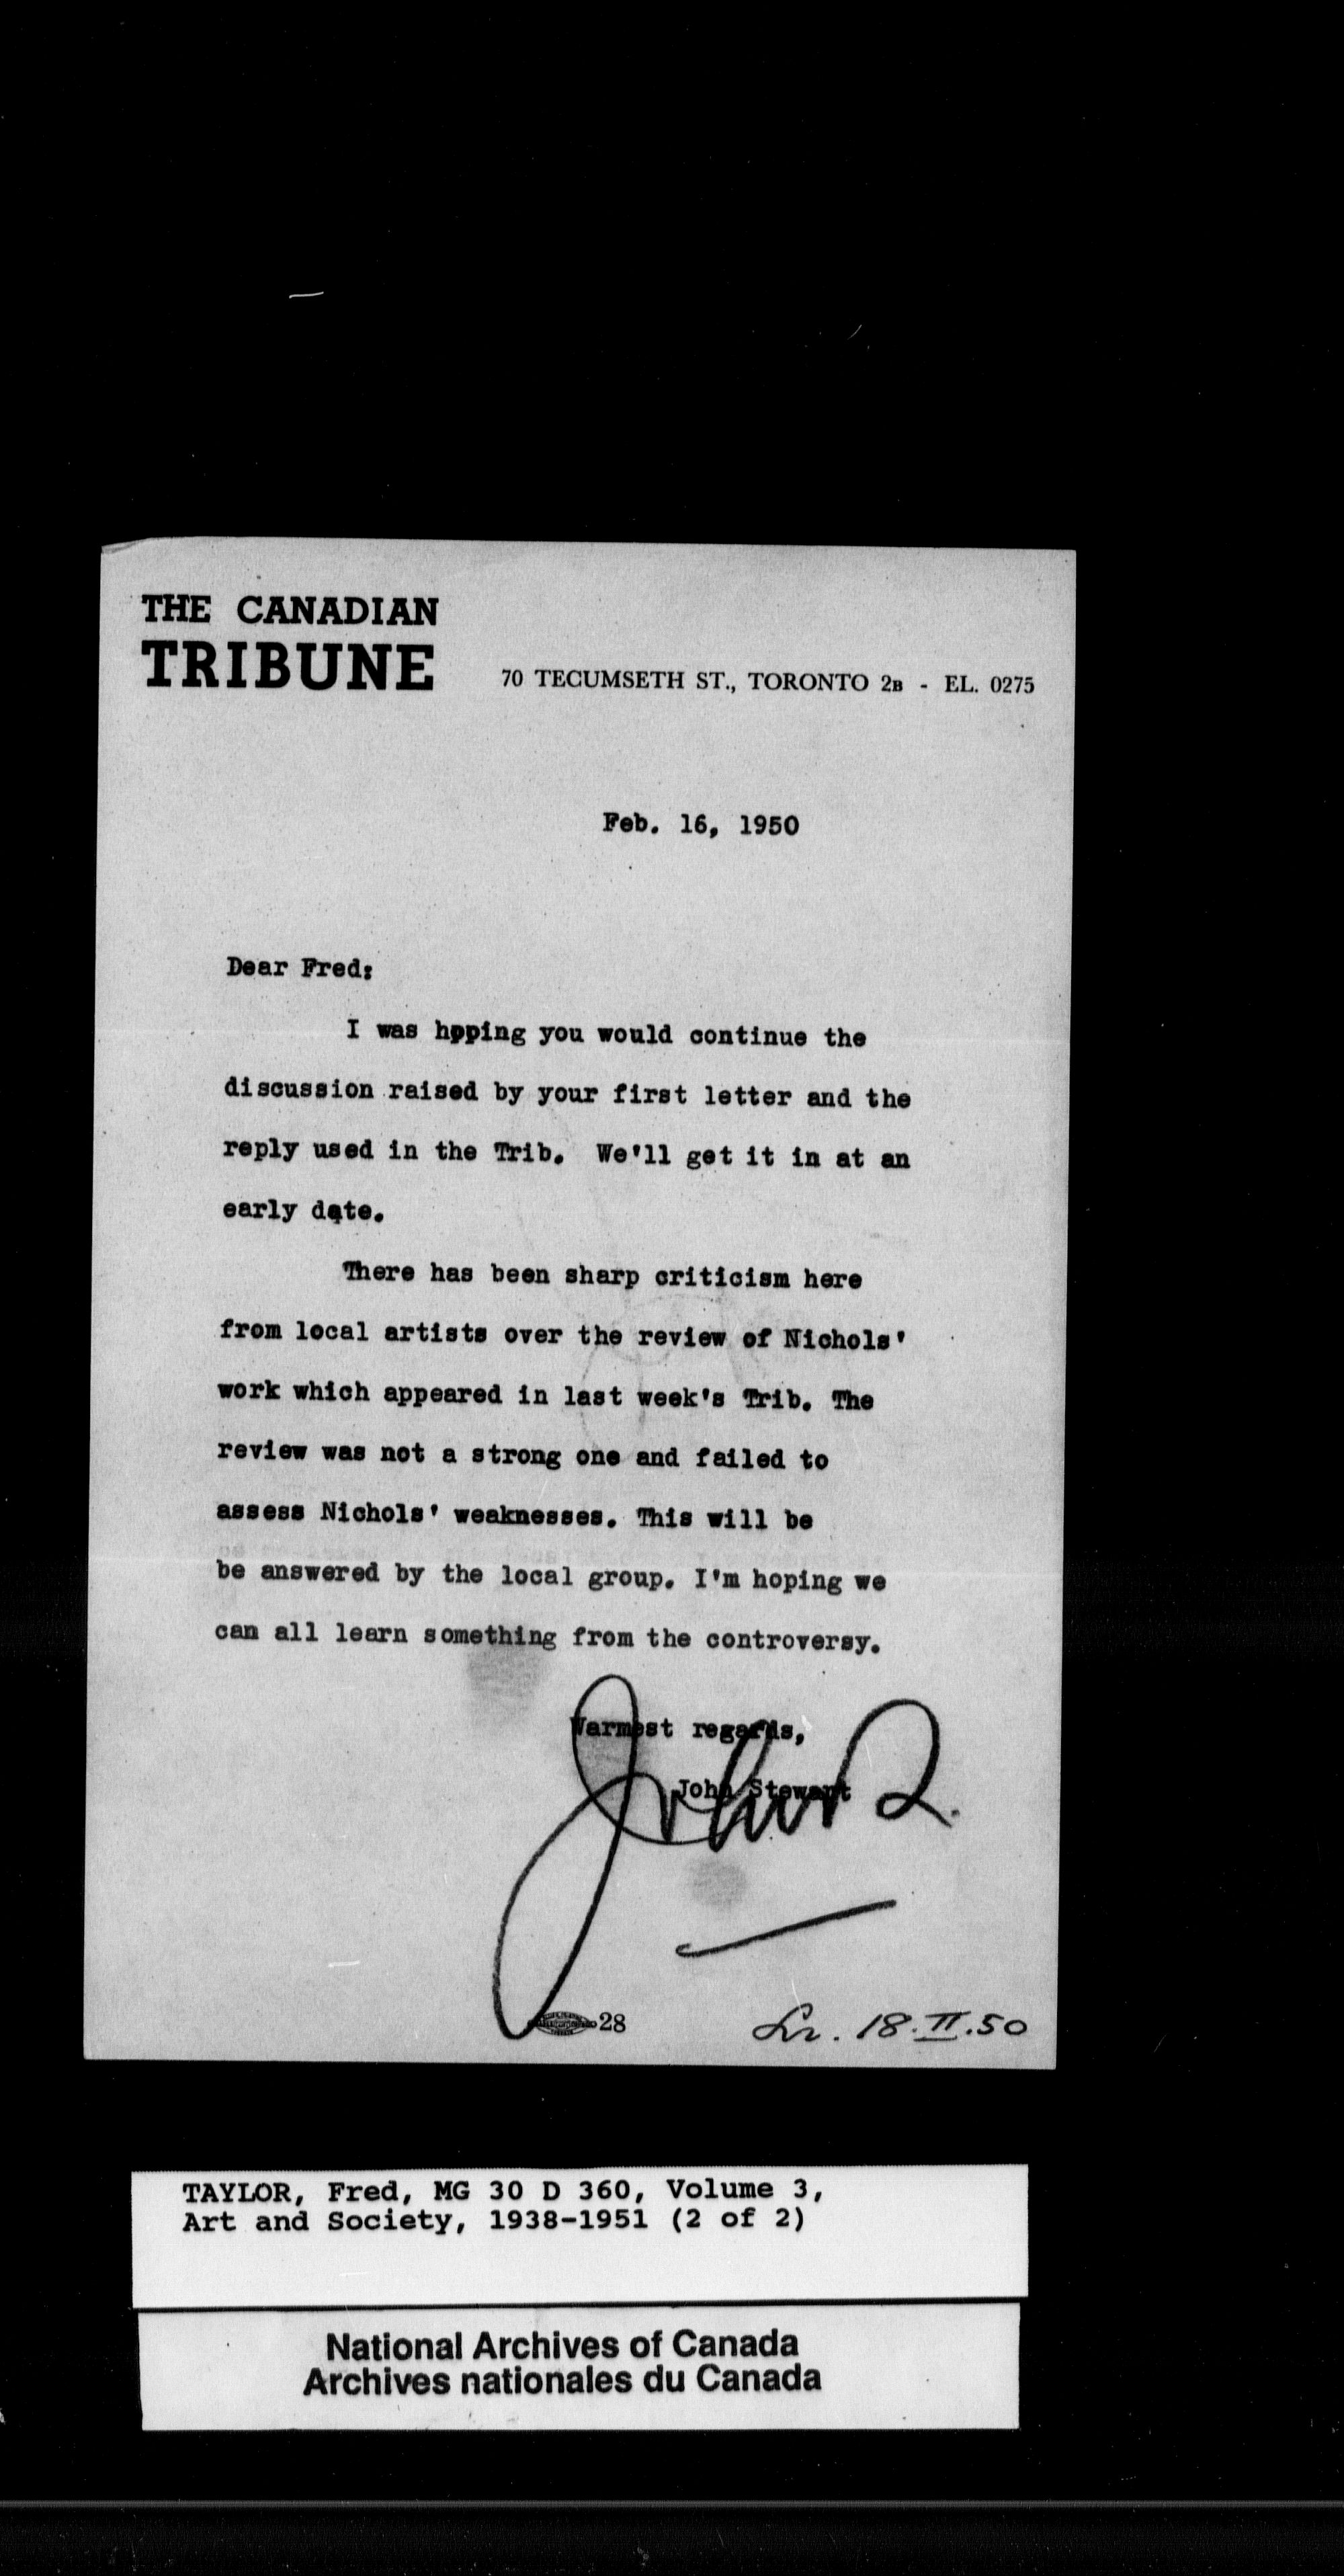 THE CANADIAN
TRIBUNE
70 TECUMSETH ST., TORONTO 2B - EL. 0275
Feb. 16, 1950
Dear Fred:
I was hpping you would continue the
discussion raised by your first letter and the
reply used in the Trib. We'll get it in at an
early date.
There has been sharp criticism here
from local artists over the review of Nichols'
work which appeared in last week's Trib. The
review was not a strong one and failed to
assess Nichols' weaknesses. This will be
be answered by the local group. I'm hoping we
can all learn something from the controversy.
Warmest regards,
John Stewart
John S.
28
18.II.50
TAYLOR, Fred, MG 30 D 360, Volume 3,
Art and Society, 1938-1951 (2 of 2)
National Archives of Canada
Archives nationales du Canada